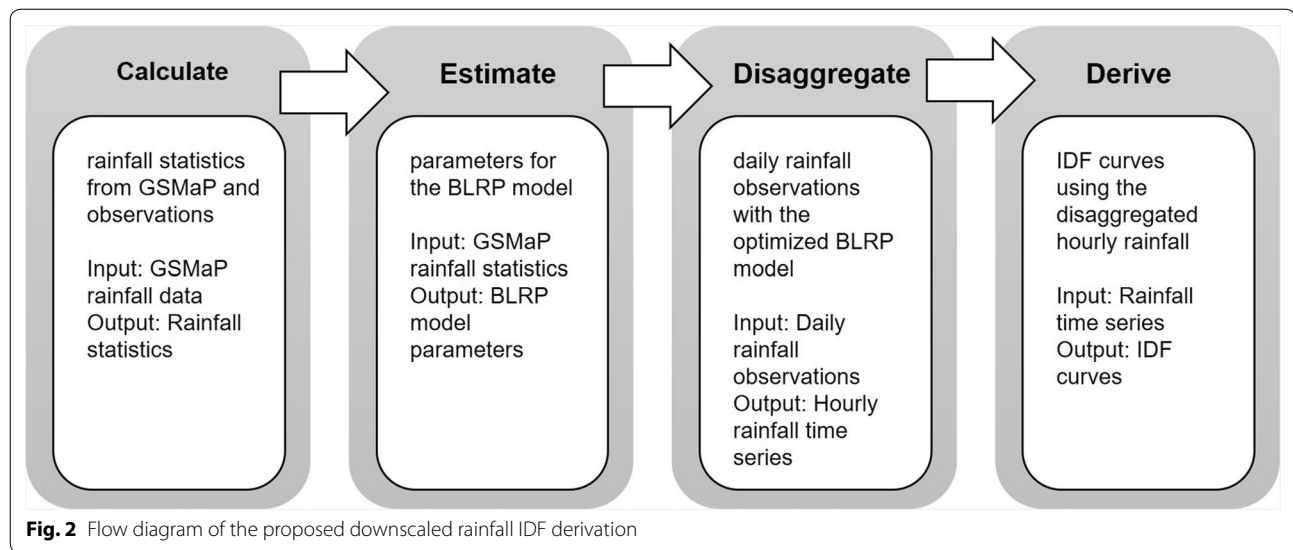 Calculate
rainfall statistics
from GSMaP and
observations
Input: GSMaP
rainfall data
Output: Rainfall
statistics
Estimate
parameters for
the BLRP model
Input: GSMaP
rainfall statistics
Output: BLRP
model
parameters
Disaggregate
daily rainfall
observations
with the
optimized BLRP
model
Input: Daily
rainfall
observations
Output: Hourly
rainfall time
series
Derive
IDF curves
using the
disaggregated
hourly rainfall
Input: Rainfall
time series
Output: IDF
curves
Fig. 2 Flow diagram of the proposed downscaled rainfall IDF derivation